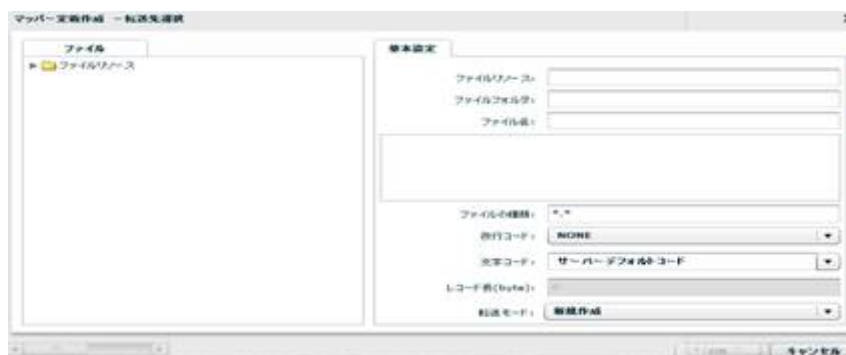 マッパー定義作成 － 転送先選択
ファイル
ファイルリソース
基本設定
ファイルリソース:
ファイルフォルダ:
ファイル名:
ファイルの種類: *.*
改行コード: NONE
文字コード: サーバーデフォルトコード
レコード長(byte):
転送モード: 新規作成
キャンセル